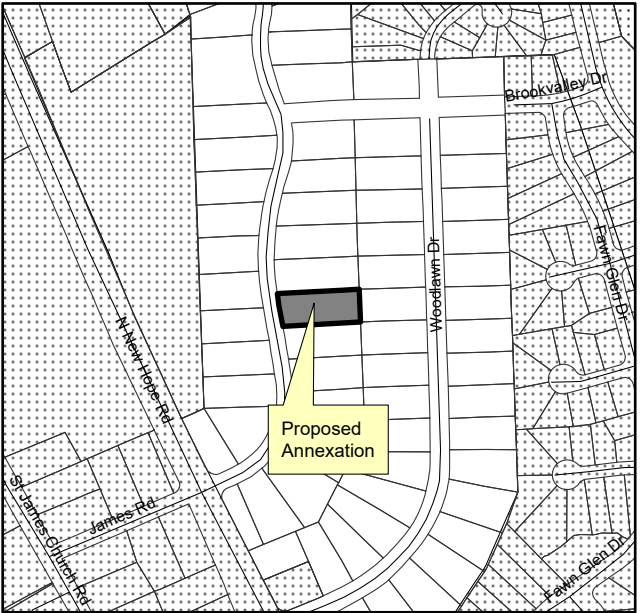 Brookvalley Dr
Fawn Glen Dr
Woodlawn Dr
N New Hope Rd
Proposed
Annexation
James Rd
St James Church Rd
Fawn Glen Dr